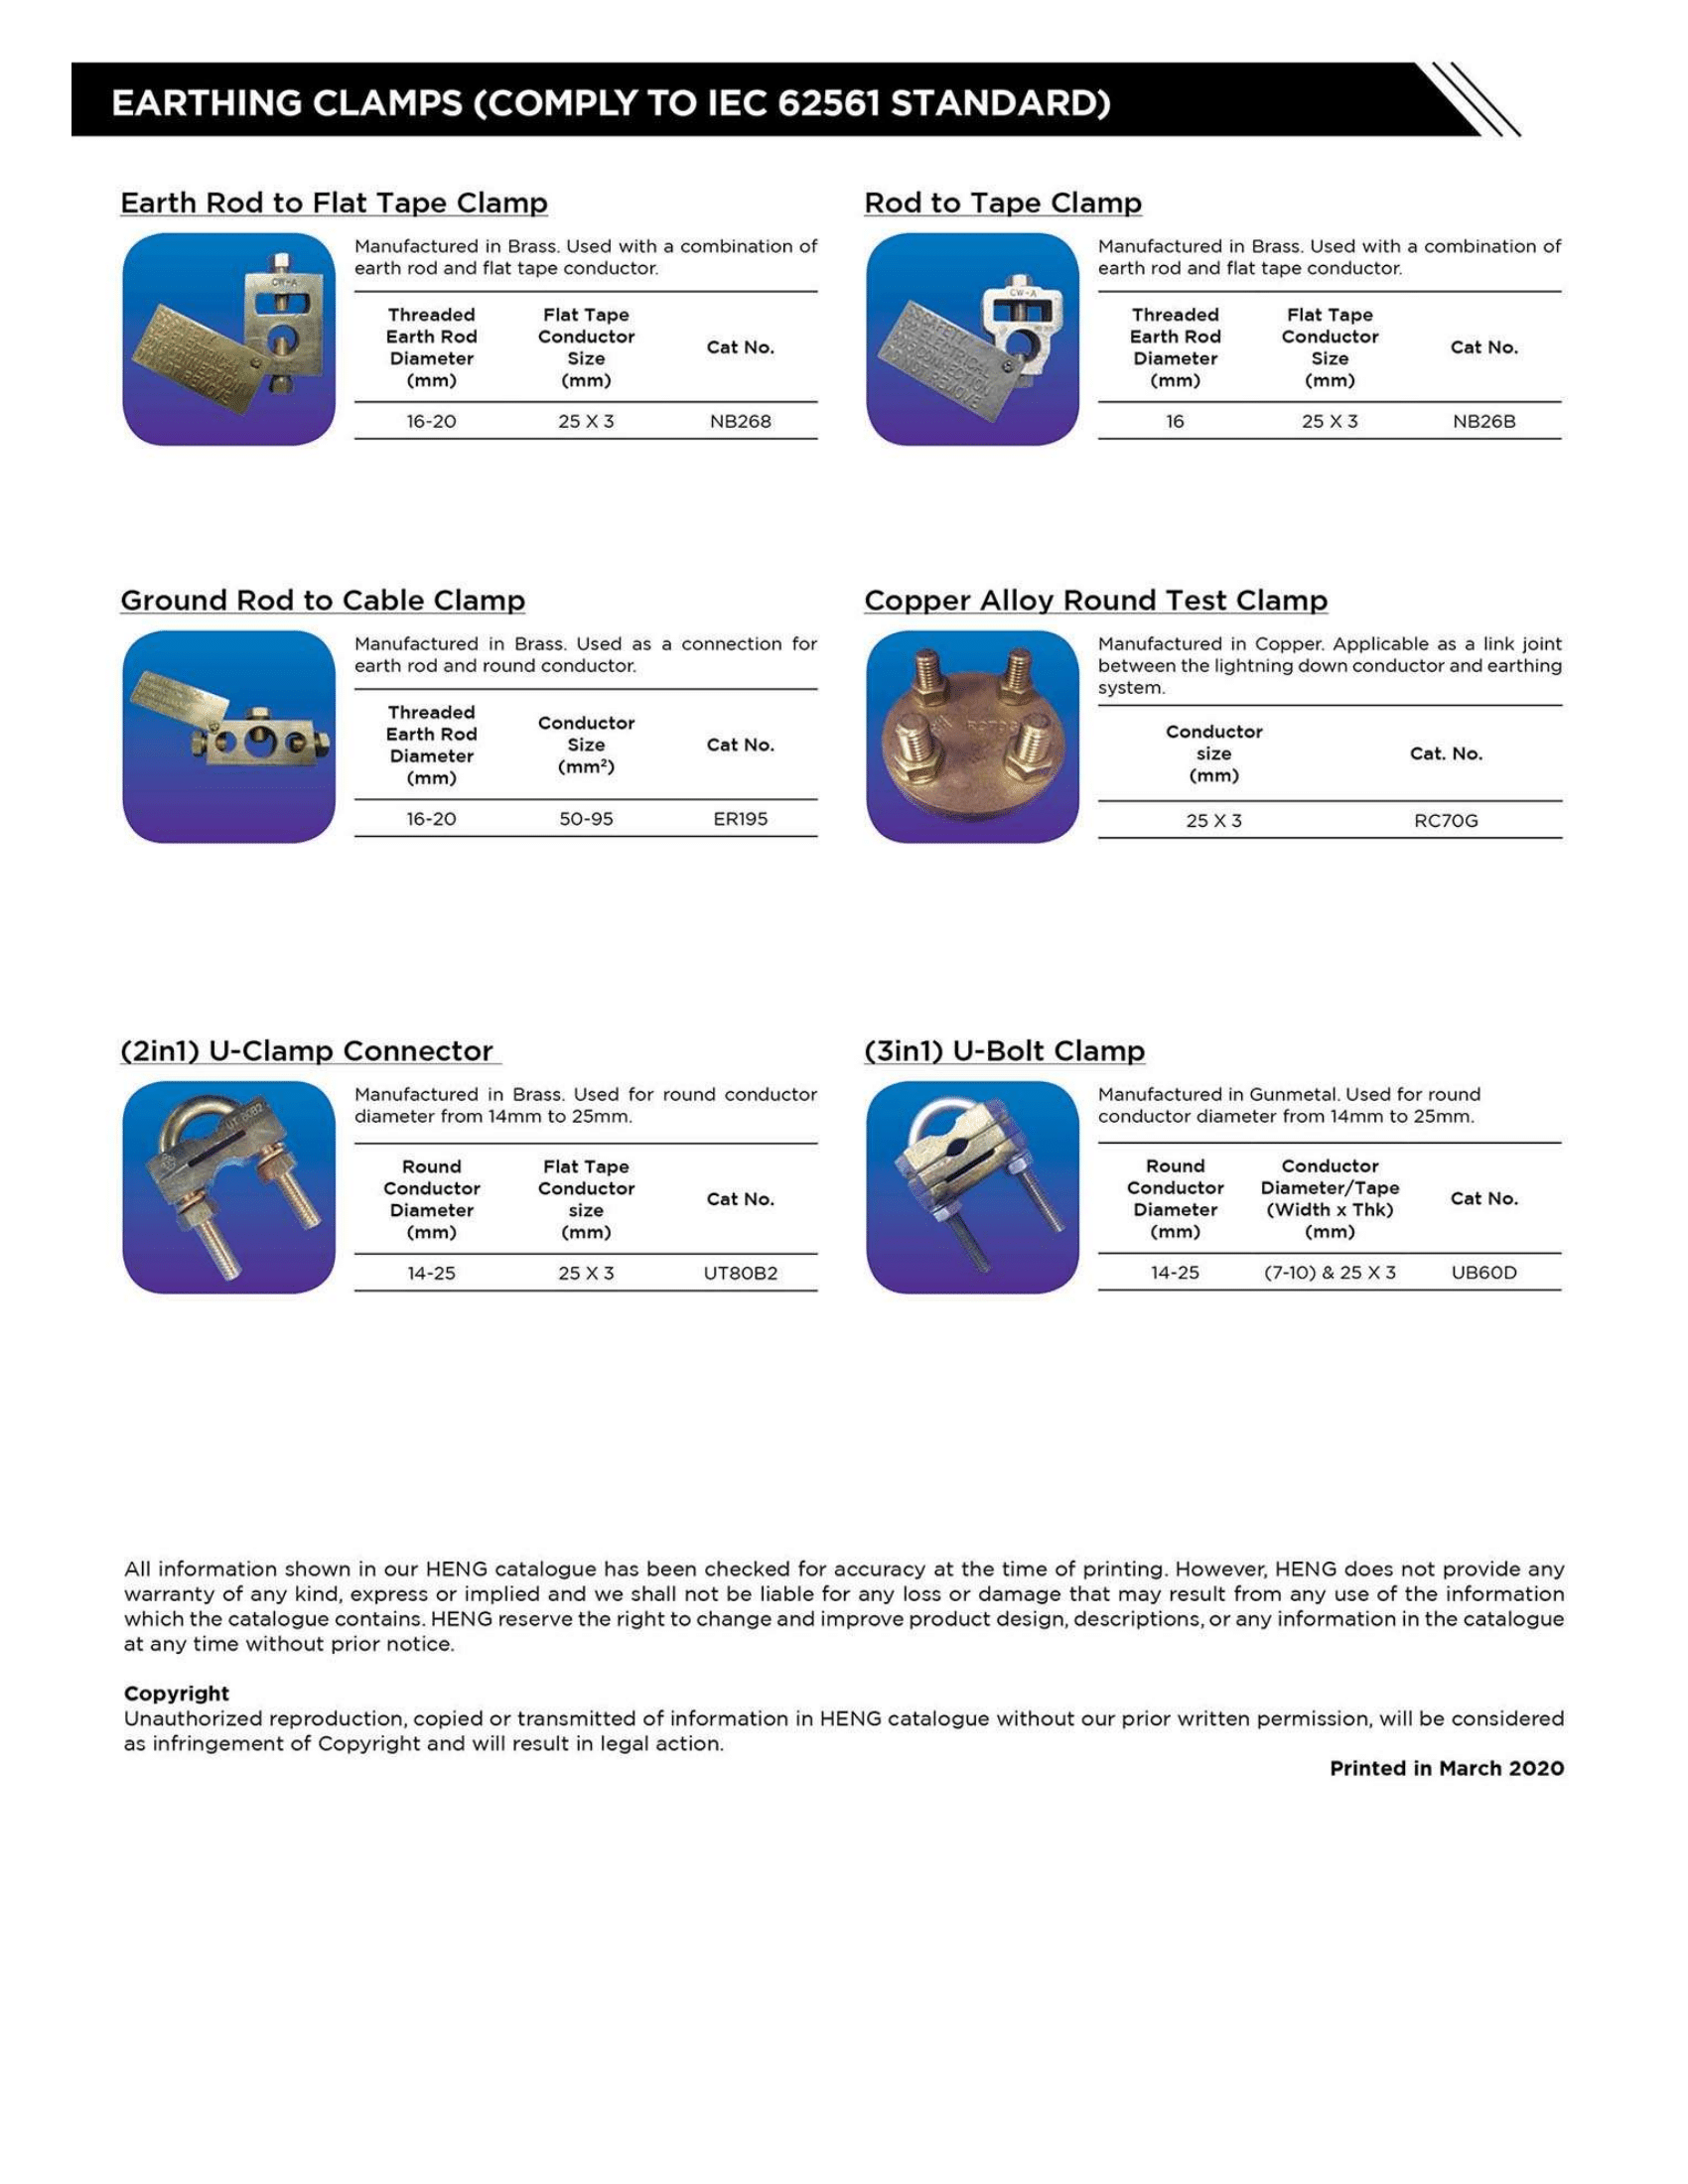 EARTHING CLAMPS (COMPLY TO IEC 62561 STANDARD)
Earth Rod to Flat Tape Clamp
CW-A
SAFETY
ELECTRICAL
CONNECTION
NOT REMOVE
Manufactured in Brass. Used with a combination of
earth rod and flat tape conductor.
Threaded
Earth Rod
Diameter
(mm)
Flat Tape
Conductor
Size
(mm)
Cat No.
16-20 25 X 3 NB268
Rod to Tape Clamp
CW-A
SAFETY
ELECTRICAL
CONNECTION
NOT REMOVE
Manufactured in Brass. Used with a combination of
earth rod and flat tape conductor.
Threaded
Earth Rod
Diameter
(mm)
Flat Tape
Conductor
Size
(mm)
Cat No.
16 25 X 3 NB26B
Ground Rod to Cable Clamp
Manufactured in Brass. Used as a connection for
earth rod and round conductor.
Threaded
Earth Rod
Diameter
(mm)
Conductor
Size
(mm²)
Cat No.
16-20 50-95 ER195
Copper Alloy Round Test Clamp
Manufactured in Copper. Applicable as a link joint
between the lightning down conductor and earthing
system.
Conductor
size
(mm)
Cat. No.
25 X 3 RC70G
(2in1) U-Clamp Connector
UT 80B2
Manufactured in Brass. Used for round conductor
diameter from 14mm to 25mm.
Round
Conductor
Diameter
(mm)
Flat Tape
Conductor
size
(mm)
Cat No.
14-25 25 X 3 UT80B2
(3in1) U-Bolt Clamp
Manufactured in Gunmetal. Used for round
conductor diameter from 14mm to 25mm.
Round
Conductor
Diameter
(mm)
Conductor
Diameter/Tape
(Width x Thk)
(mm)
Cat No.
14-25 (7-10) & 25 X 3 UB60D
All information shown in our HENG catalogue has been checked for accuracy at the time of printing. However, HENG does not provide any
warranty of any kind, express or implied and we shall not be liable for any loss or damage that may result from any use of the information
which the catalogue contains. HENG reserve the right to change and improve product design, descriptions, or any information in the catalogue
at any time without prior notice.
Copyright
Unauthorized reproduction, copied or transmitted of information in HENG catalogue without our prior written permission, will be considered
as infringement of Copyright and will result in legal action.
Printed in March 2020